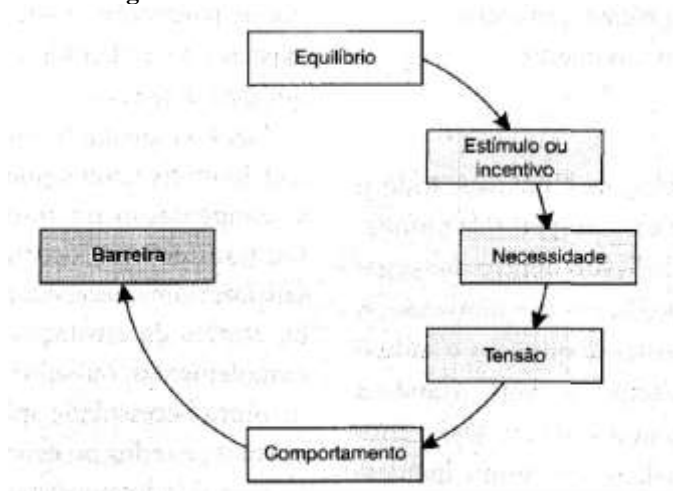 Equilíbrio
Estímulo ou
incentivo
Necessidade
Tensão
Comportamento
Barreira